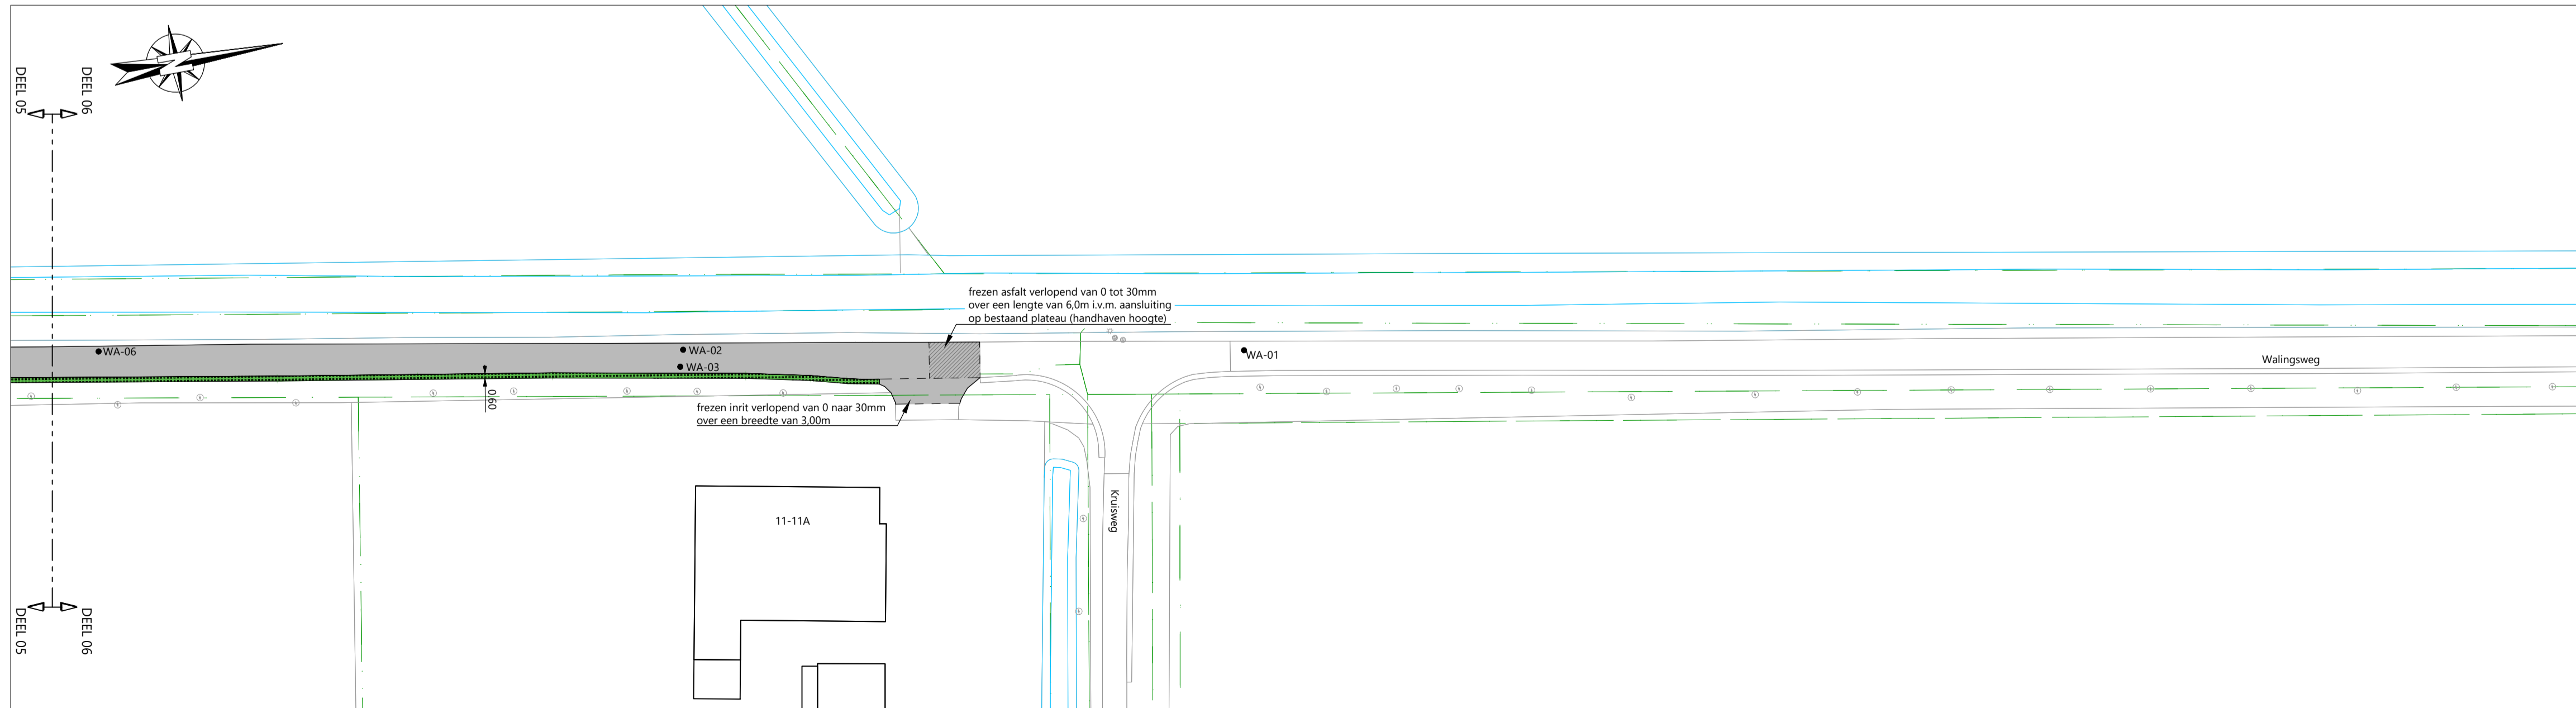 DEEL 05
DEEL 06
frezen asfalt verlopend van 0 tot 30mm
over een lengte van 6,0m i.v.m. aansluiting
op bestaand plateau (handhaven hoogte)
WA-06
WA-02
WA-03
WA-01
Walingsweg
0.60
frezen inrit verlopend van 0 naar 30mm
over een breedte van 3,00m
Kruisweg
11-11A
DEEL 05
DEEL 06